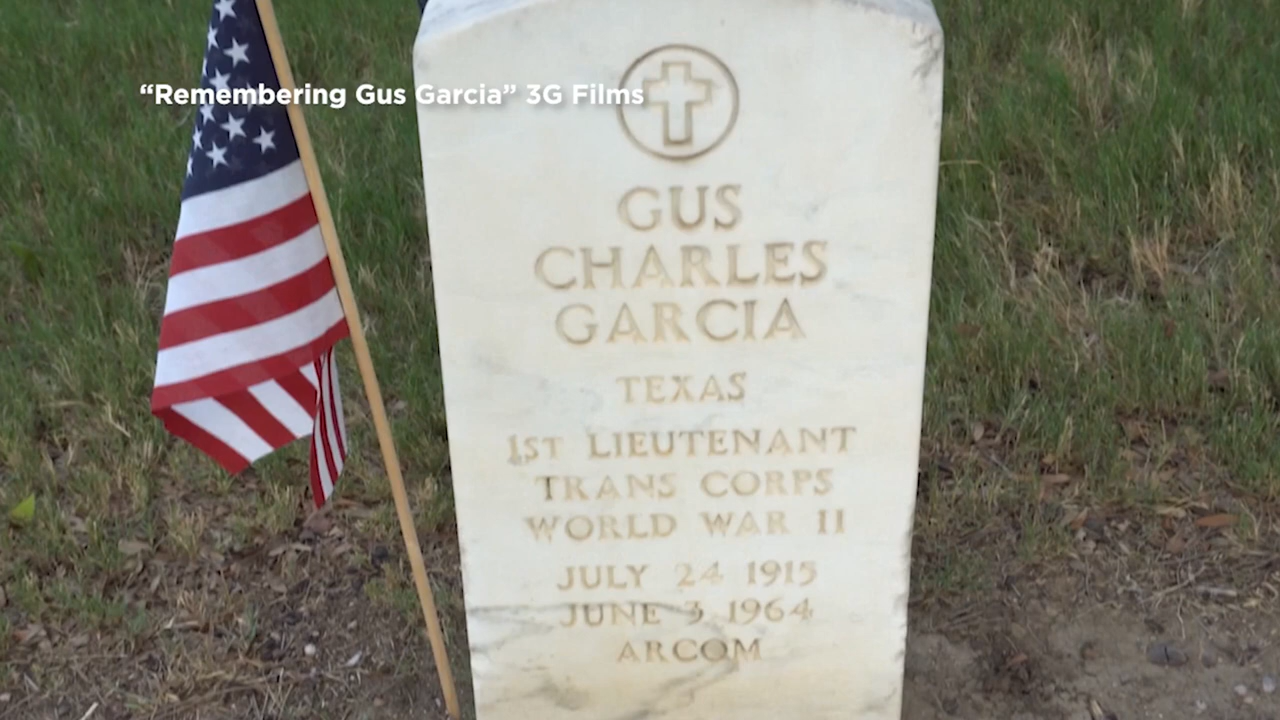 “Remembering Gus Garcia” 3G Films
GUS
CHARLES
GARCIA
TEXAS
1ST LIEUTENANT
TRANS CORPS
WORLD WAR II
JULY 24 1915
JUNE 3 1964
ARCOM